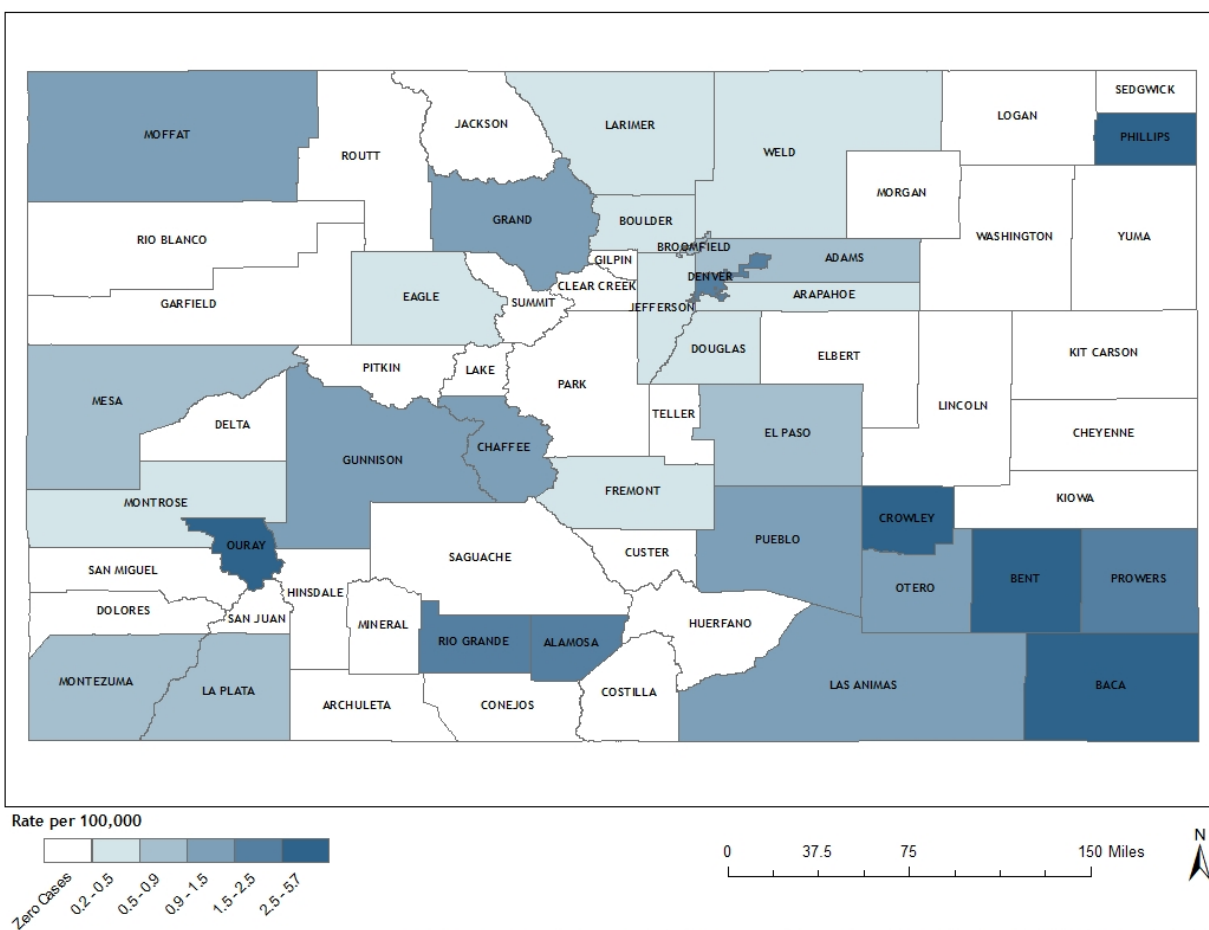 SEDGWICK
LOGAN
JACKSON
LARIMER
MOFFAT
PHILLIPS
WELD
ROUTT
MORGAN
GRAND
BOULDER
RIO BLANCO
WASHINGTON
YUMA
BROOMFIELD
GILPIN
ADAMS
DENVER
CLEAR CREEK
EAGLE
ARAPAHOE
GARFIELD
SUMMIT
JEFFERSON
DOUGLAS
ELBERT
KIT CARSON
PITKIN
LAKE
PARK
MESA
LINCOLN
TELLER
DELTA
EL PASO
CHEYENNE
CHAFFEE
GUNNISON
FREMONT
KIOWA
MONTROSE
CROWLEY
PUEBLO
OURAY
CUSTER
SAGUACHE
SAN MIGUEL
BENT
PROWERS
OTERO
HINSDALE
DOLORES
SAN JUAN
MINERAL
HUERFANO
RIO GRANDE
ALAMOSA
MONTEZUMA
LA PLATA
LAS ANIMAS
BACA
COSTILLA
ARCHULETA
CONEJOS
Rate per 100,000
Zero Cases
0.2 - 0.5
0.5 - 0.9
0.9 - 1.5
1.5 - 2.5
2.5 - 5.7
0 37.5 75 150 Miles
N